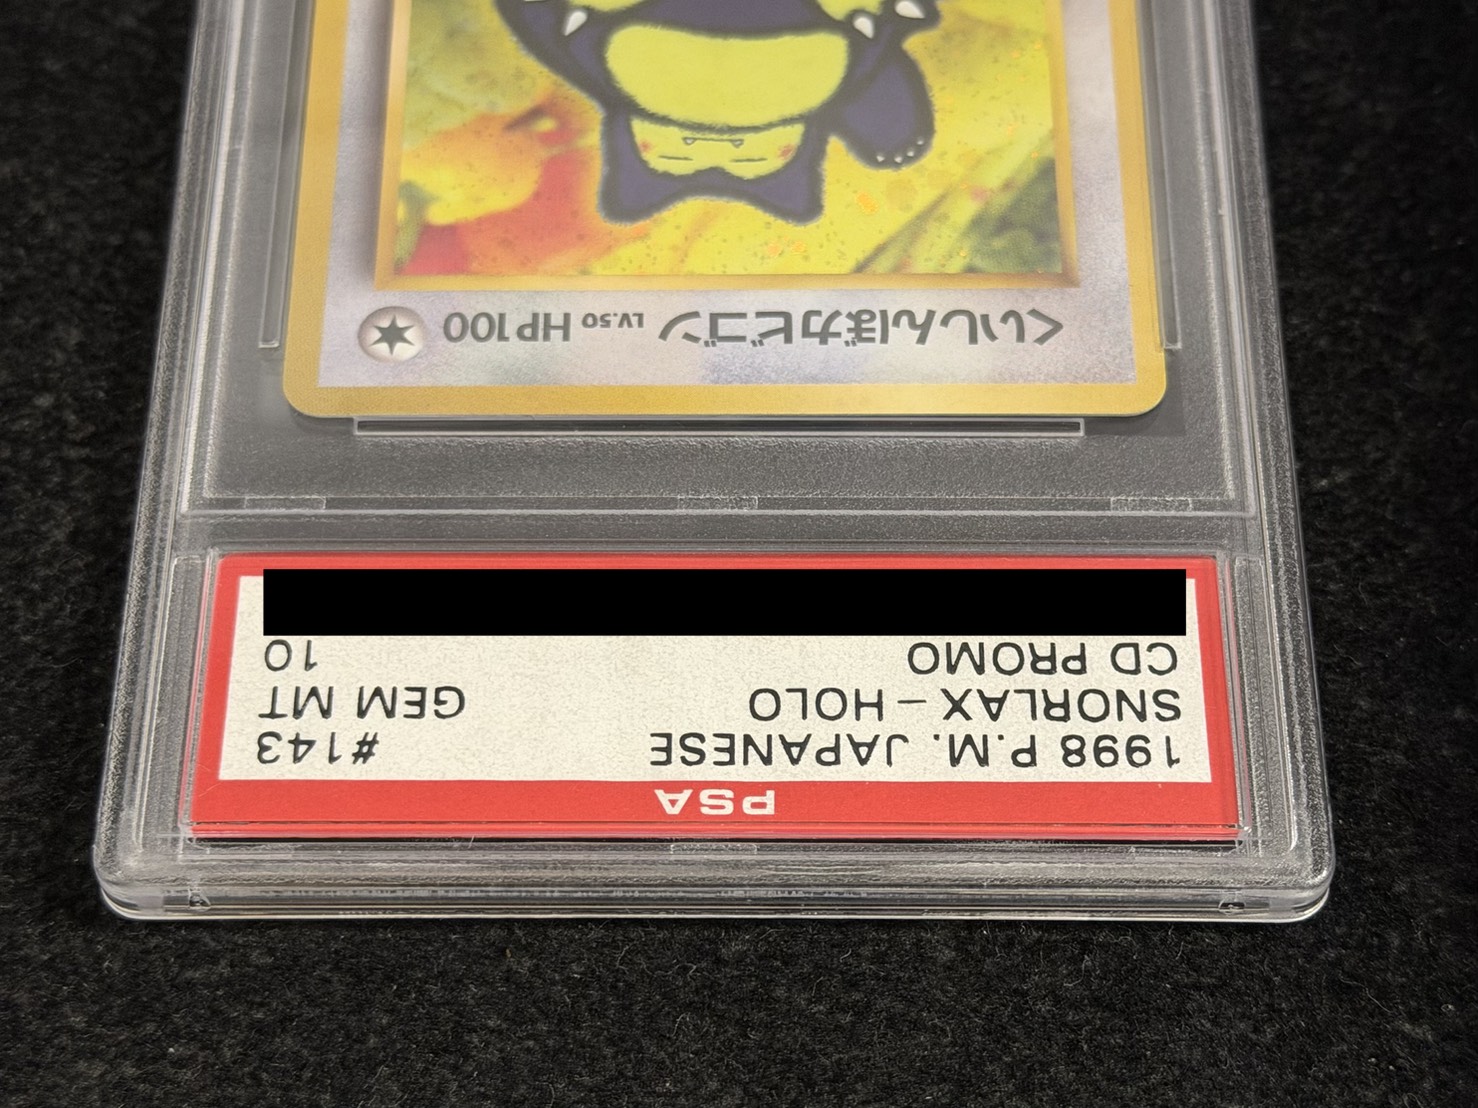 PSA
1998 P.M. JAPANESE #143
SNORLAX-HOLO GEM MT
CD PROMO 10
くいしんぼカビゴン LV.50 HP100